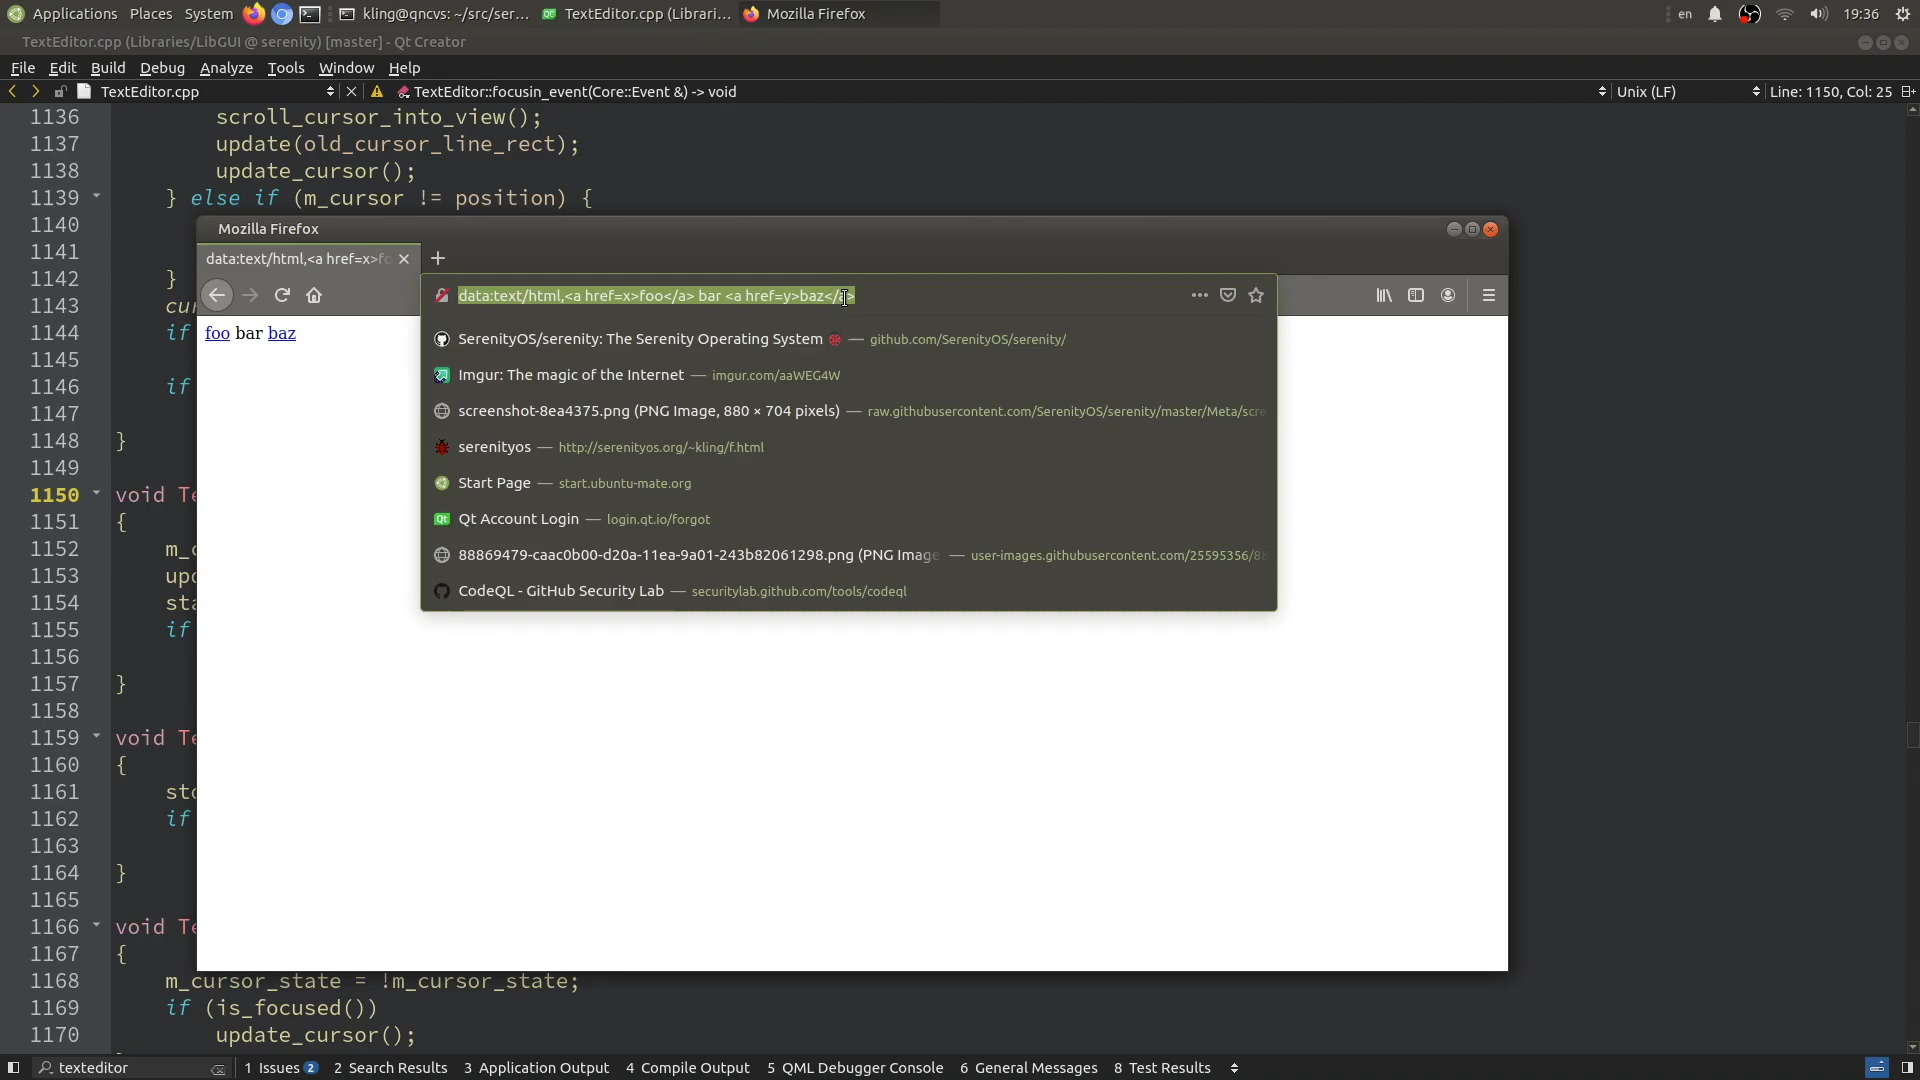 Applications Places System kling@qncvs: ~/src/ser... TextEditor.cpp (Librari... Mozilla Firefox en 19:36
TextEditor.cpp (Libraries/LibGUI @ serenity) [master] - Qt Creator
File Edit Build Debug Analyze Tools Window Help
TextEditor.cpp TextEditor::focusin_event(Core::Event &) -> void Unix (LF) Line: 1150, Col: 25
1136 scroll_cursor_into_view();
1137 update(old_cursor_line_rect);
1138 update_cursor();
1139 } else if (m_cursor != position) {
1140
1141
1142 }
1143 cur
1144 if
1145
1146 if
1147
1148 }
1149
1150 void Te
1151 {
1152 m_c
1153 upd
1154 sta
1155 if
1156
1157 }
1158
1159 void Te
1160 {
1161 sto
1162 if
1163
1164 }
1165
1166 void Te
1167 {
1168 m_cursor_state = !m_cursor_state;
1169 if (is_focused())
1170 update_cursor();
Mozilla Firefox
data:text/html,<a href=x>fo
data:text/html,<a href=x>foo</a> bar <a href=y>baz</a>
foo bar baz
SerenityOS/serenity: The Serenity Operating System 🐞 — github.com/SerenityOS/serenity/
Imgur: The magic of the Internet — imgur.com/aaWEG4W
screenshot-8ea4375.png (PNG Image, 880 × 704 pixels) — raw.githubusercontent.com/SerenityOS/serenity/master/Meta/scre
serenityos — http://serenityos.org/~kling/f.html
Start Page — start.ubuntu-mate.org
Qt Account Login — login.qt.io/forgot
88869479-caac0b00-d20a-11ea-9a01-243b82061298.png (PNG Image — user-images.githubusercontent.com/25595356/88
CodeQL - GitHub Security Lab — securitylab.github.com/tools/codeql
texteditor 1 Issues 2 2 Search Results 3 Application Output 4 Compile Output 5 QML Debugger Console 6 General Messages 8 Test Results